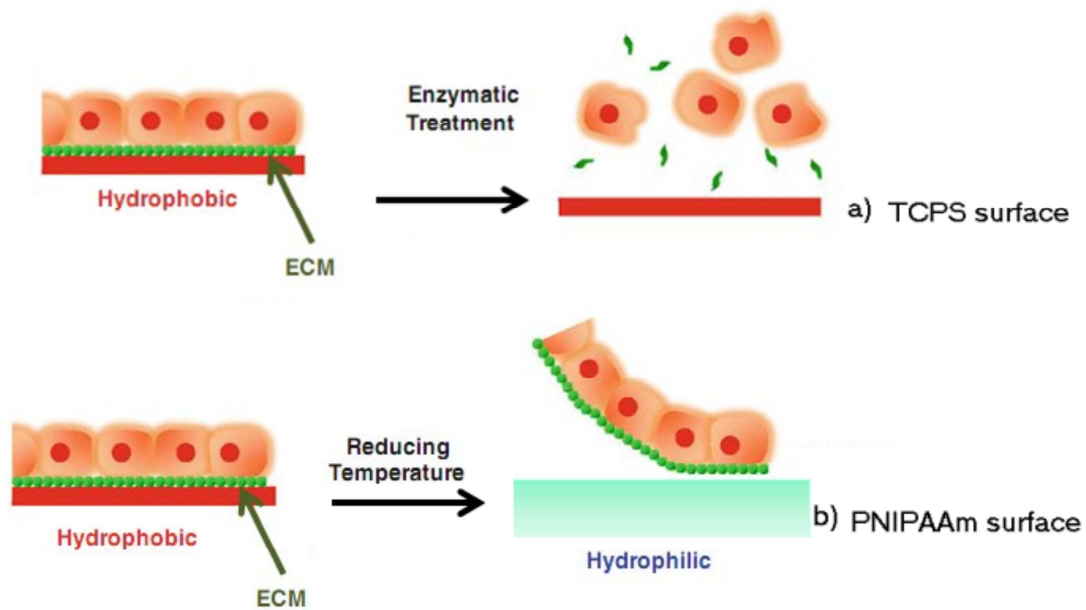 Enzymatic
Treatment
Hydrophobic
a) TCPS surface
ECM
Reducing
Temperature
b) PNIPAAm surface
Hydrophobic
Hydrophilic
ECM